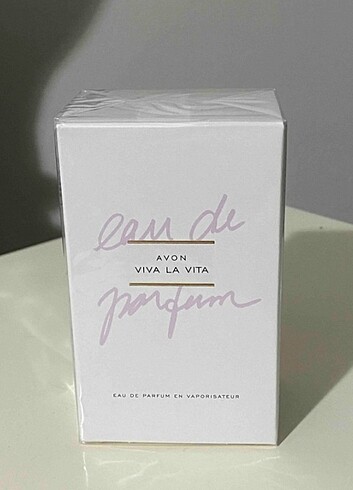 eau de
AVON
VIVA LA VITA
parfum
EAU DE PARFUM EN VAPORISATEUR